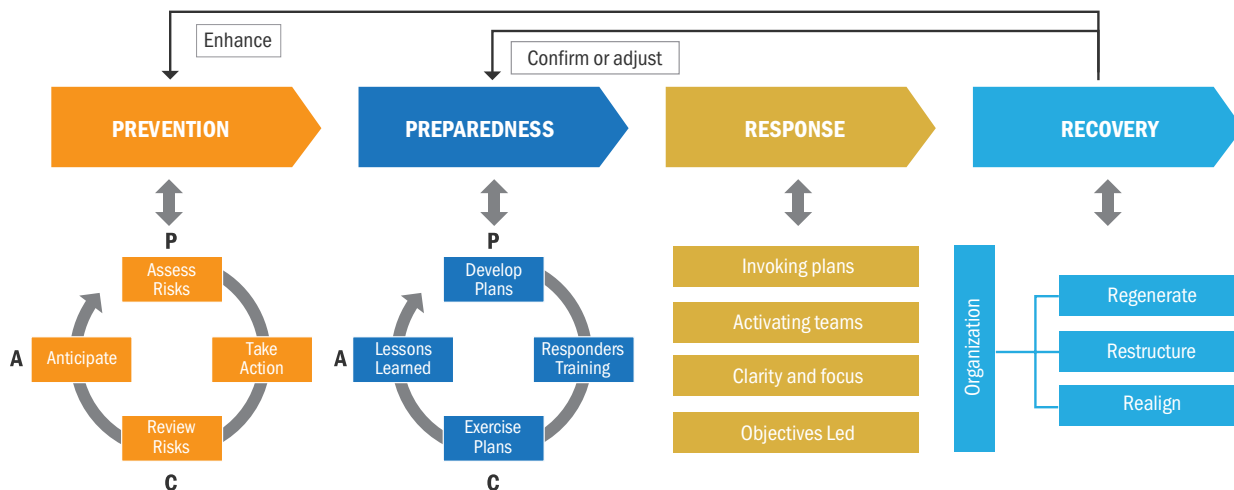 Enhance
Confirm or adjust
PREVENTION
PREPAREDNESS
RESPONSE
RECOVERY
P
Assess
Risks
A
Anticipate
Take
Action
Review
Risks
C
P
Develop
Plans
A
Lessons
Learned
Responders
Training
Exercise
Plans
C
Invoking plans
Activating teams
Clarity and focus
Objectives Led
Organization
Regenerate
Restructure
Realign